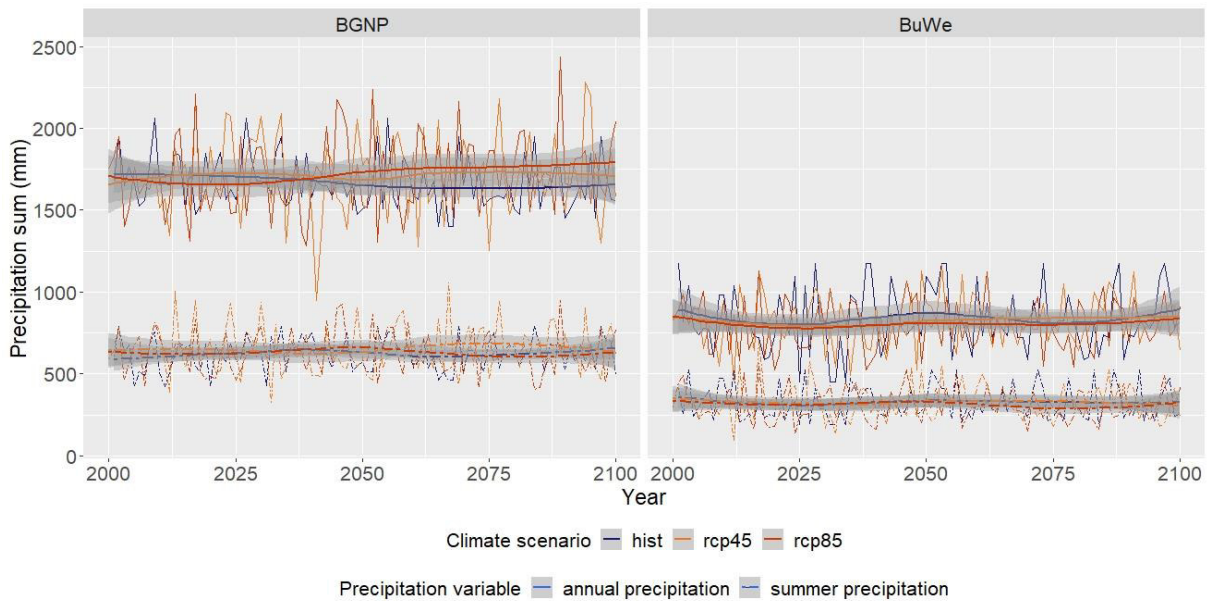 BGNP
BuWe
2500
2000
1500
1000
500
0
Precipitation sum (mm)
2000 2025 2050 2075 2100 2000 2025 2050 2075 2100
Year
Climate scenario hist rcp45 rcp85
Precipitation variable annual precipitation summer precipitation